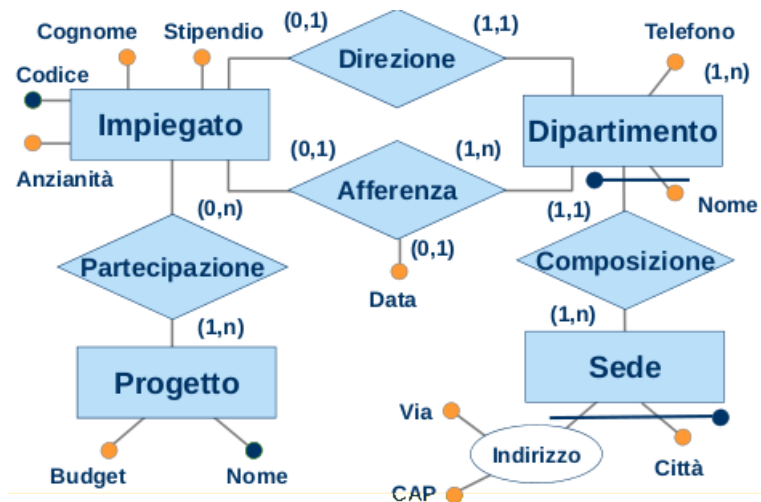 (0,1)
(1,1)
Cognome
Stipendio
Telefono
Codice
Direzione
(1,n)
Impiegato
Dipartimento
(0,1)
(1,n)
Anzianità
Afferenza
(0,n)
(1,1)
Nome
(0,1)
Partecipazione
Composizione
Data
(1,n)
(1,n)
Progetto
Sede
Via
Indirizzo
Città
Budget
Nome
CAP